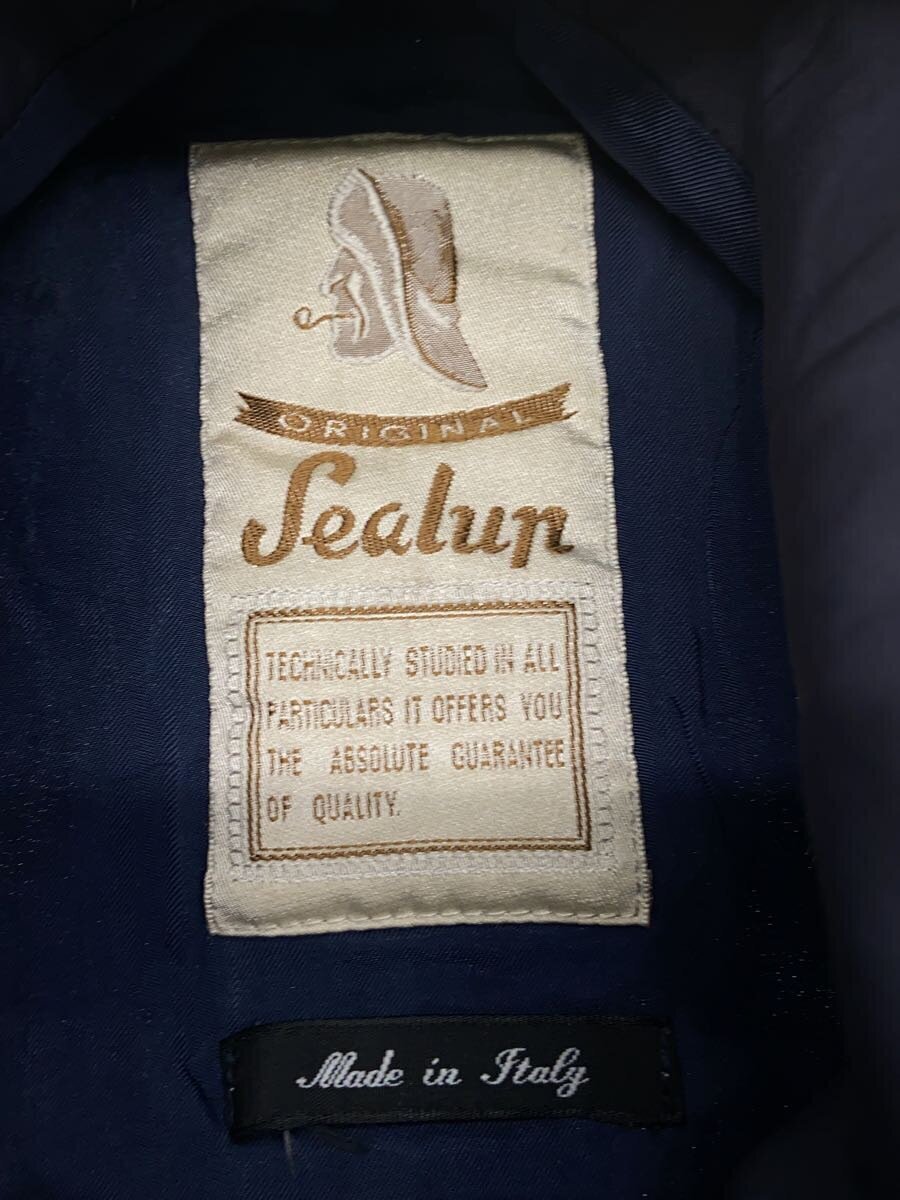 ORIGINAL
Sealup
TECHNICALLY STUDIED IN ALL
PARTICULARS IT OFFERS YOU
THE ABSOLUTE GUARANTEE
OF QUALITY.
Made in Italy